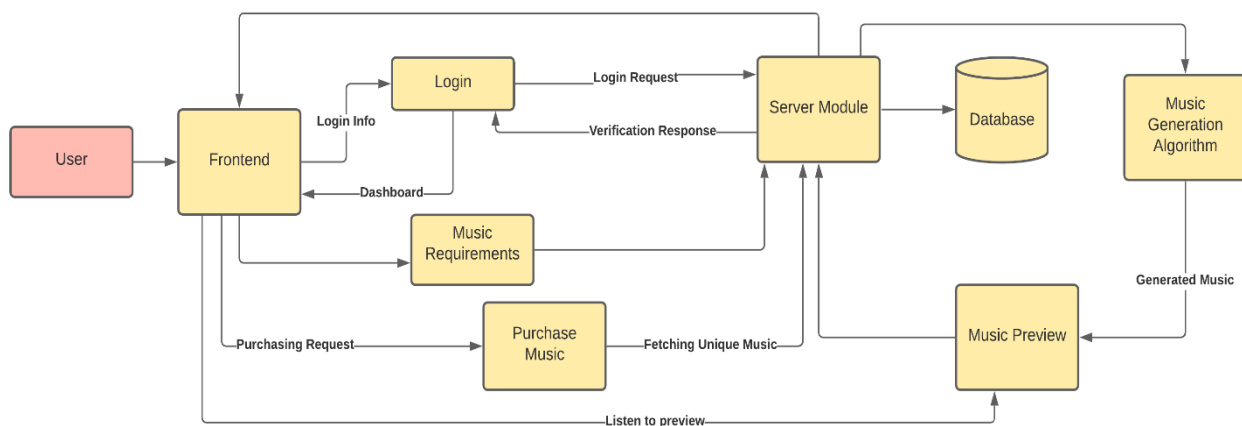 Login
Login Request
Server Module
Music
Generation
Algorithm
Database
Login Info
Verification Response
User
Frontend
Dashboard
Music
Requirements
Generated Music
Purchasing Request
Purchase
Music
Fetching Unique Music
Music Preview
Listen to preview